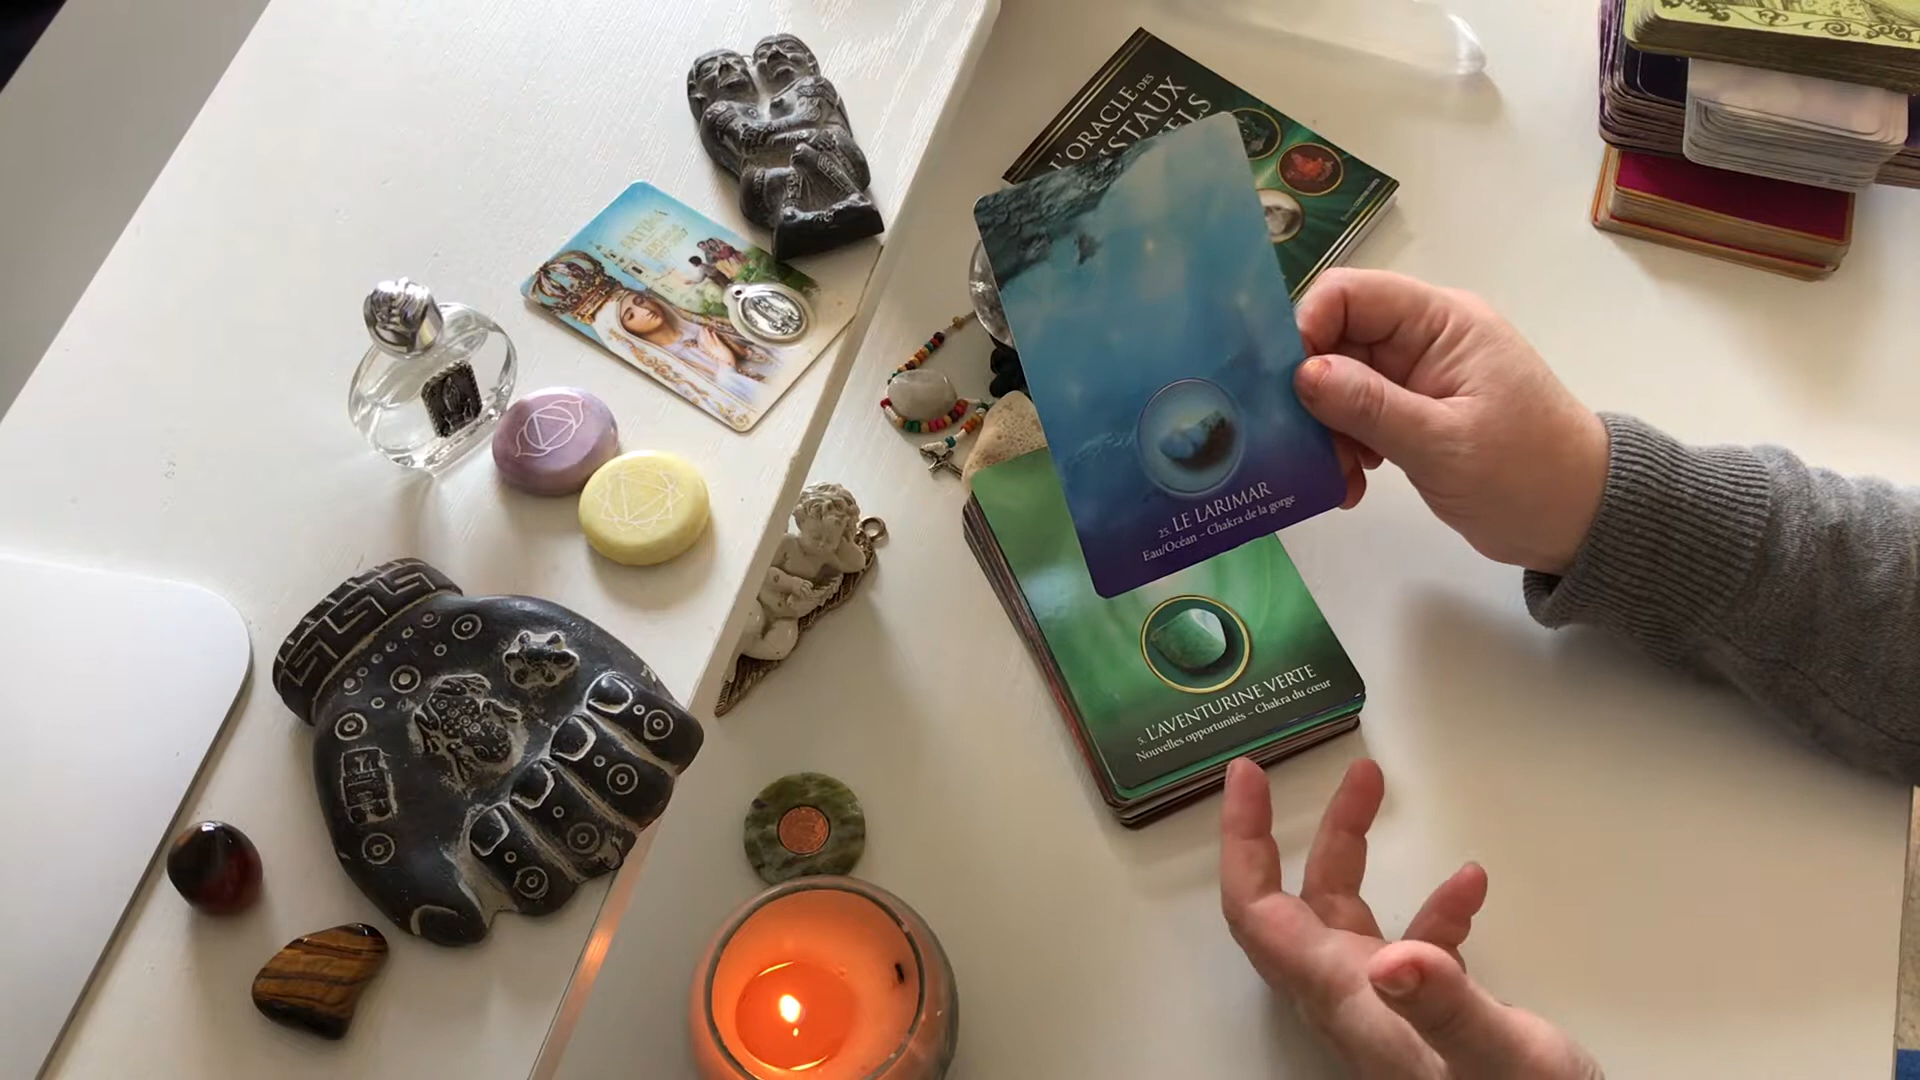 L'ORACLE DES
25. LE LARIMAR
Eau/Océan – Chakra de la gorge
5. L'AVENTURINE VERTE
Nouvelles opportunités – Chakra du cœur
FATIMA